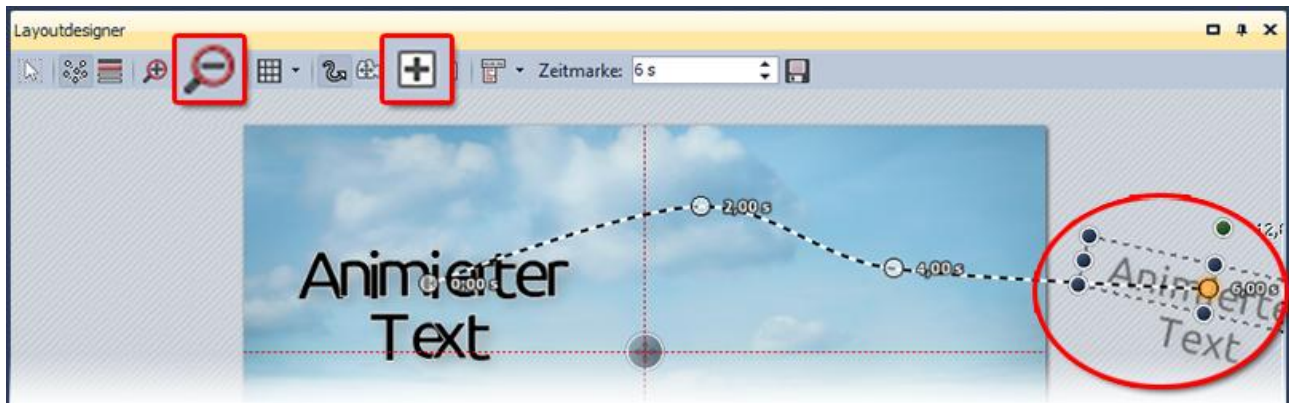 Layoutdesigner
Zeitmarke: 6 s
2,00 s
Animierter
Text
0,00 s
4,00 s
Animierte
Text
6,00 s